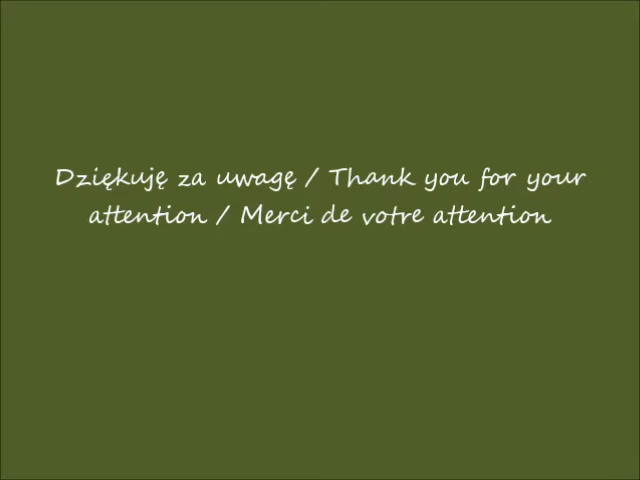 Dziękuję za uwagę / Thank you for your
attention / Merci de votre attention